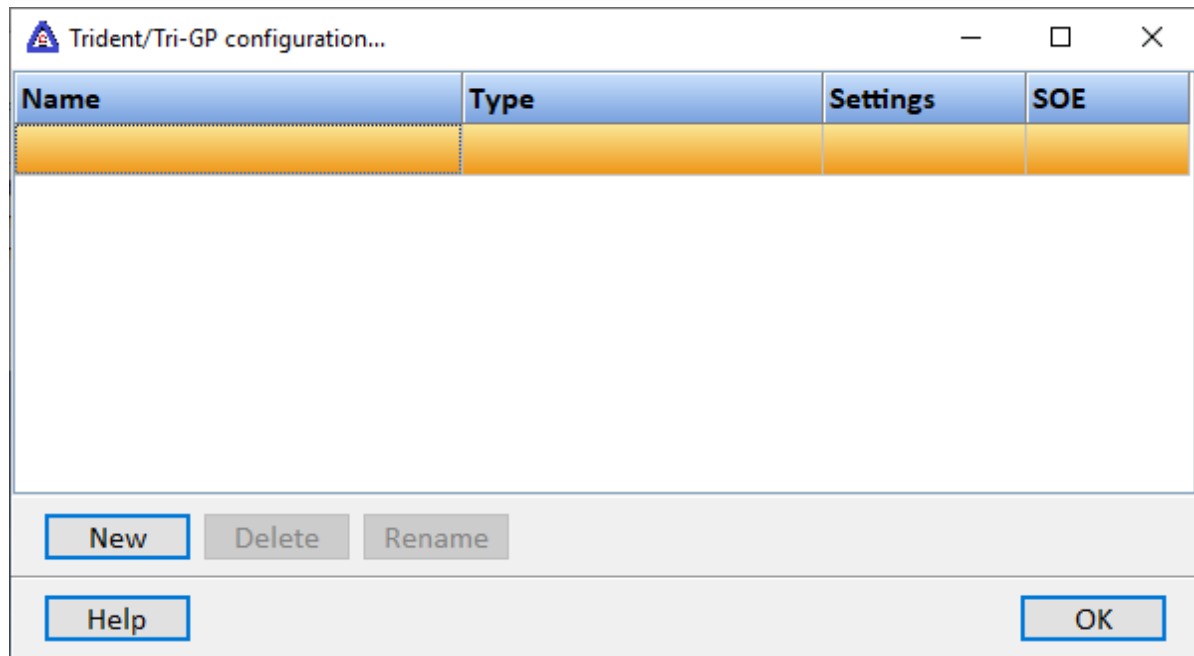 Trident/Tri-GP configuration...
Name Type Settings SOE
New Delete Rename
Help OK